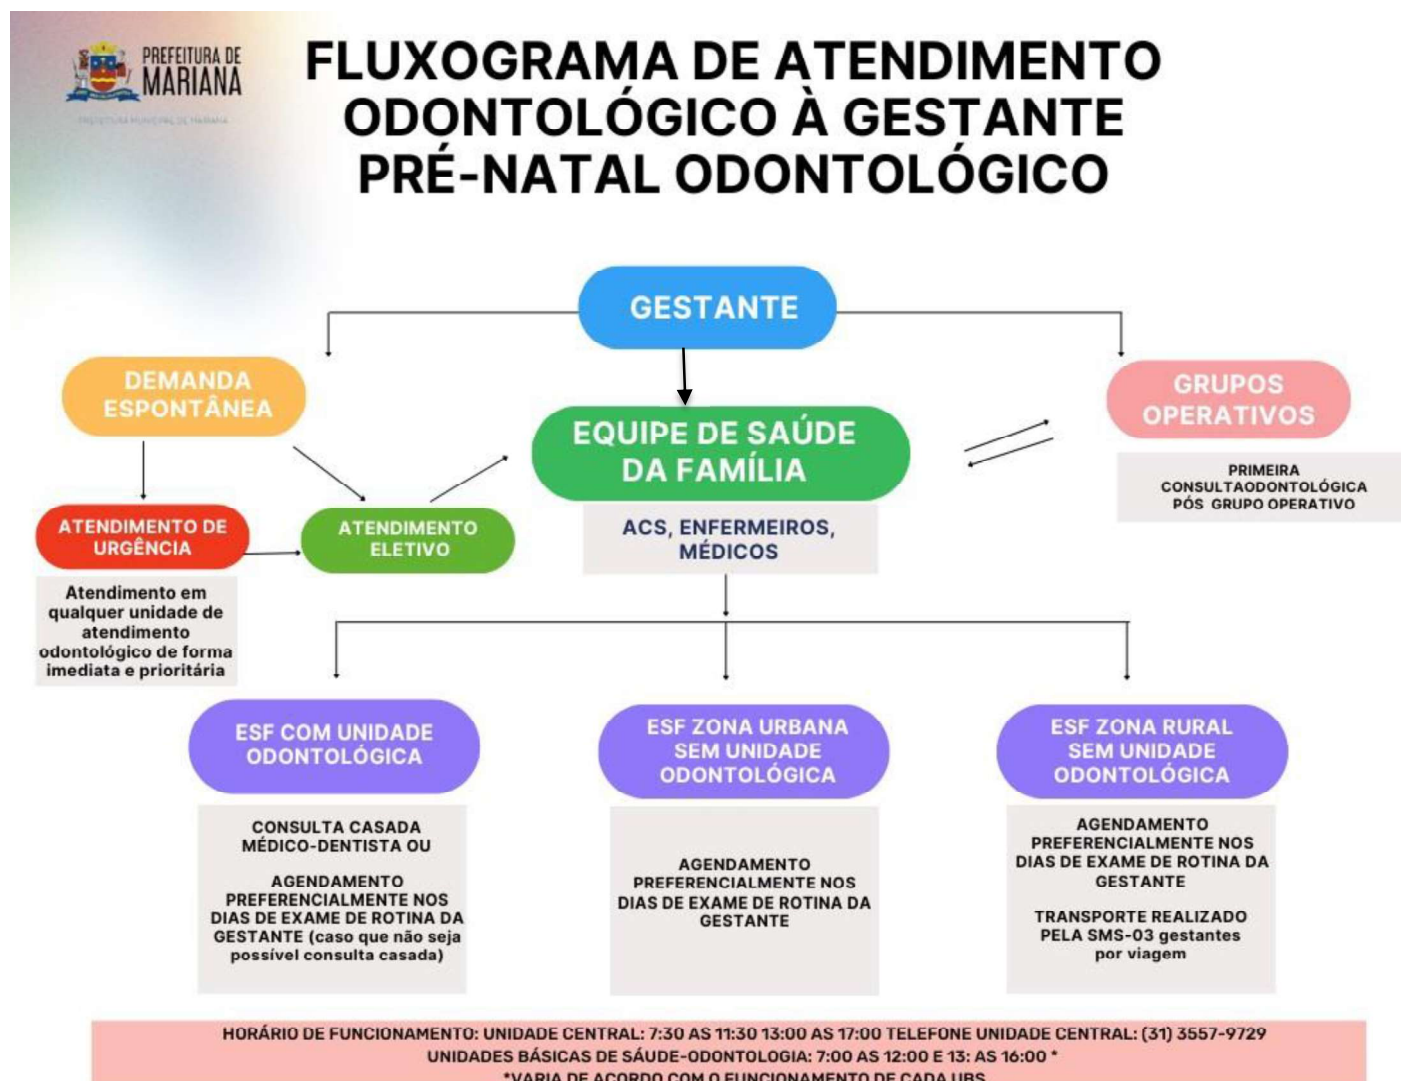 PREFEITURA DE
MARIANA
PREFEITURA MUNICIPAL DE MARIANA
FLUXOGRAMA DE ATENDIMENTO
ODONTOLÓGICO À GESTANTE
PRÉ-NATAL ODONTOLÓGICO
GESTANTE
DEMANDA
ESPONTÂNEA
GRUPOS
OPERATIVOS
EQUIPE DE SAÚDE
DA FAMÍLIA
PRIMEIRA
CONSULTAODONTOLÓGICA
PÓS GRUPO OPERATIVO
ATENDIMENTO DE
URGÊNCIA
ATENDIMENTO
ELETIVO
ACS, ENFERMEIROS,
MÉDICOS
Atendimento em
qualquer unidade de
atendimento
odontológico de forma
imediata e prioritária
ESF COM UNIDADE
ODONTOLÓGICA
ESF ZONA URBANA
SEM UNIDADE
ODONTOLÓGICA
ESF ZONA RURAL
SEM UNIDADE
ODONTOLÓGICA
CONSULTA CASADA
MÉDICO-DENTISTA OU
AGENDAMENTO
PREFERENCIALMENTE NOS
DIAS DE EXAME DE ROTINA DA
GESTANTE (caso que não seja
possível consulta casada)
AGENDAMENTO
PREFERENCIALMENTE NOS
DIAS DE EXAME DE ROTINA DA
GESTANTE
AGENDAMENTO
PREFERENCIALMENTE NOS
DIAS DE EXAME DE ROTINA DA
GESTANTE
TRANSPORTE REALIZADO
PELA SMS-03 gestantes
por viagem
HORÁRIO DE FUNCIONAMENTO: UNIDADE CENTRAL: 7:30 AS 11:30 13:00 AS 17:00 TELEFONE UNIDADE CENTRAL: (31) 3557-9729
UNIDADES BÁSICAS DE SÁUDE-ODONTOLOGIA: 7:00 AS 12:00 E 13: AS 16:00 *
*VARIA DE ACORDO COM O FUNCIONAMENTO DE CADA UBS